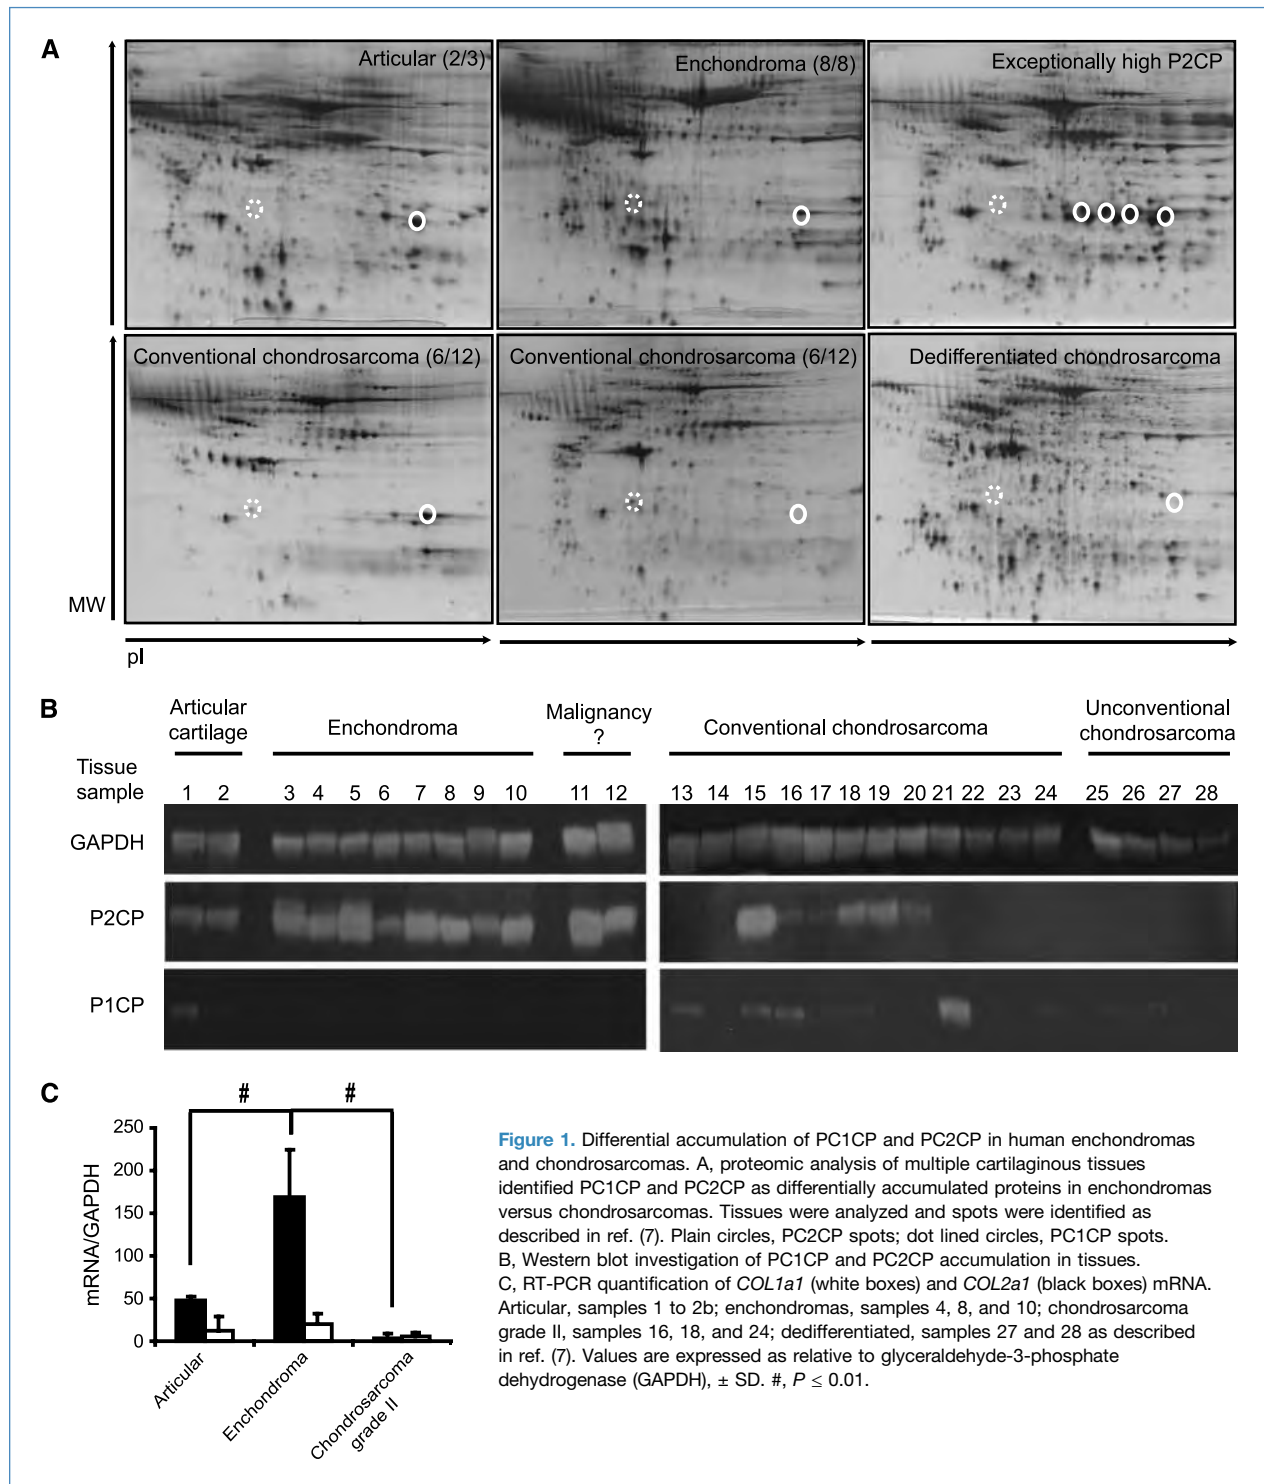 A
Articular (2/3)
Enchondroma (8/8)
Exceptionally high P2CP
Conventional chondrosarcoma (6/12)
Conventional chondrosarcoma (6/12)
Dedifferentiated chondrosarcoma
MW
pI
B
Articular
cartilage
Enchondroma
Malignancy
?
Conventional chondrosarcoma
Unconventional
chondrosarcoma
Tissue
sample
1 2 3 4 5 6 7 8 9 10 11 12 13 14 15 16 17 18 19 20 21 22 23 24 25 26 27 28
GAPDH
P2CP
P1CP
C
# #
mRNA/GAPDH
250
200
150
100
50
0
Articular
Enchondroma
Chondrosarcoma
grade II
Figure 1. Differential accumulation of PC1CP and PC2CP in human enchondromas
and chondrosarcomas. A, proteomic analysis of multiple cartilaginous tissues
identified PC1CP and PC2CP as differentially accumulated proteins in enchondromas
versus chondrosarcomas. Tissues were analyzed and spots were identified as
described in ref. (7). Plain circles, PC2CP spots; dot lined circles, PC1CP spots.
B, Western blot investigation of PC1CP and PC2CP accumulation in tissues.
C, RT-PCR quantification of COL1a1 (white boxes) and COL2a1 (black boxes) mRNA.
Articular, samples 1 to 2b; enchondromas, samples 4, 8, and 10; chondrosarcoma
grade II, samples 16, 18, and 24; dedifferentiated, samples 27 and 28 as described
in ref. (7). Values are expressed as relative to glyceraldehyde-3-phosphate
dehydrogenase (GAPDH), ± SD. #, P ≤ 0.01.